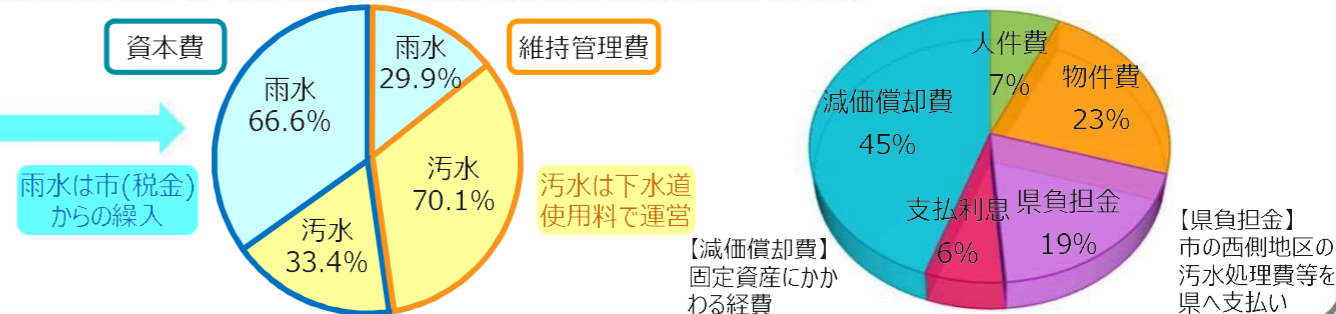 資本費
雨水
66.6%
雨水
29.9%
維持管理費
汚水
70.1%
汚水
33.4%
雨水は市(税金)
からの繰入
汚水は下水道
使用料で運営
人件費
7%
物件費
23%
減価償却費
45%
支払利息
6%
県負担金
19%
【減価償却費】
固定資産にかか
わる経費
【県負担金】
市の西側地区の
汚水処理費等を
県へ支払い